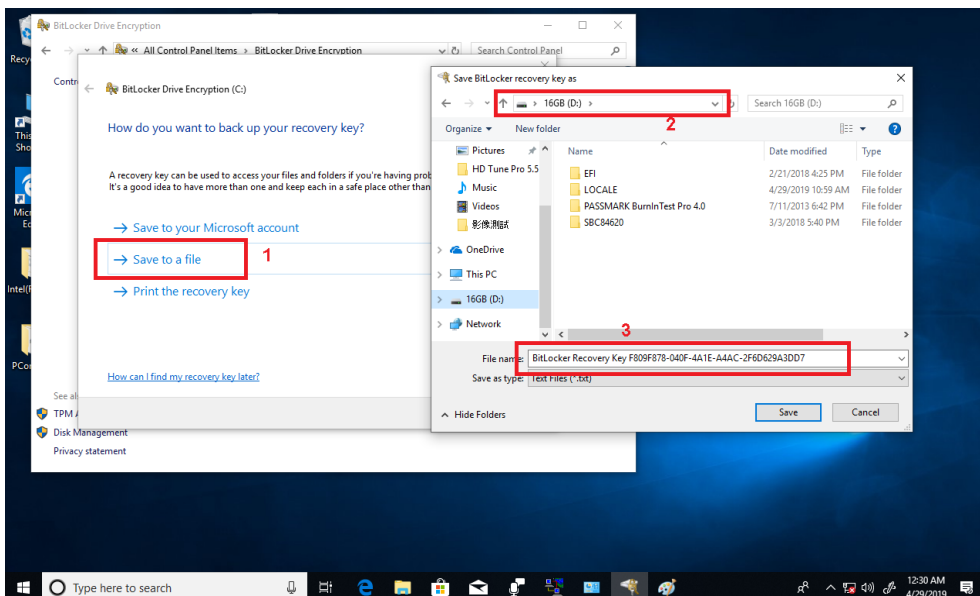 BitLocker Drive Encryption
« All Control Panel Items > BitLocker Drive Encryption
Search Control Panel
BitLocker Drive Encryption (C:)
How do you want to back up your recovery key?
A recovery key can be used to access your files and folders if you're having
It's a good idea to have more than one and keep each in a safe place other than
Save to your Microsoft account
Save to a file
1
Print the recovery key
How can I find my recovery key later?
Disk Management
Privacy statement
Save BitLocker recovery key as
16GB (D:)
Search 16GB (D:)
2
Organize
New folder
Name
Date modified
Type
Pictures
HD Tune Pro 5.5
Music
Videos
影像測試
OneDrive
This PC
16GB (D:)
Network
EFI 2/21/2018 4:25 PM File folder
LOCALE 4/29/2019 10:59 AM File folder
PASSMARK BurnInTest Pro 4.0 7/11/2013 6:42 PM File folder
SBC84620 3/3/2018 5:40 PM File folder
3
File name: BitLocker Recovery Key F809F878-040F-4A1E-A4AC-2F6D629A3DD7
Save as type: Text Files (*.txt)
Hide Folders
Save
Cancel
Type here to search
12:30 AM
4/29/2019